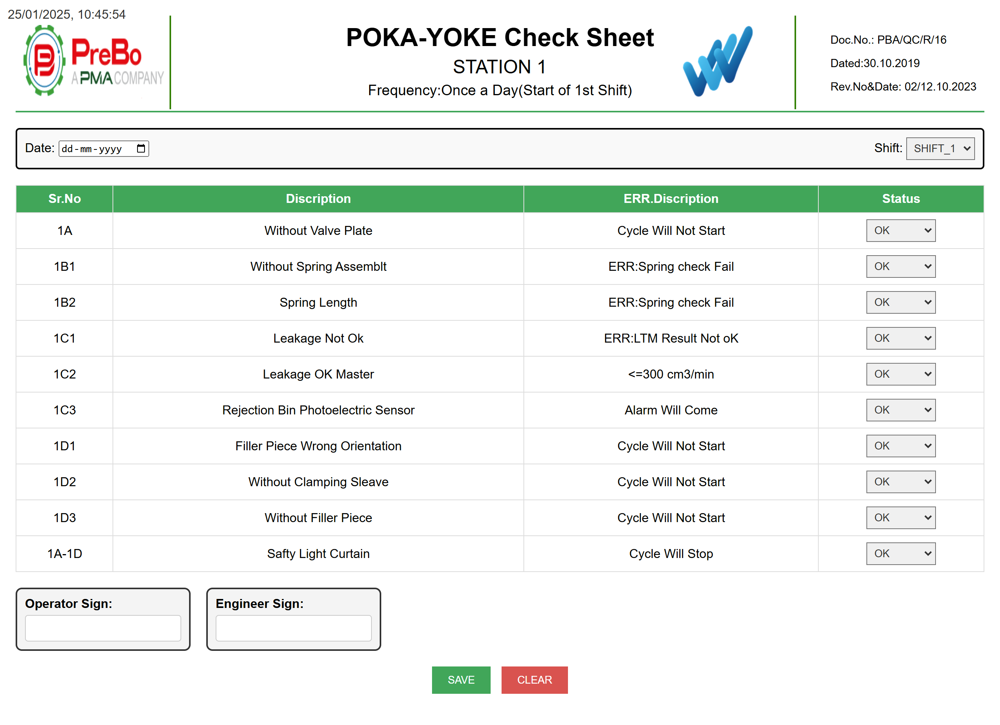 25/01/2025, 10:45:54
PreBo
A PMA COMPANY
POKA-YOKE Check Sheet
STATION 1
Frequency:Once a Day(Start of 1st Shift)
Doc.No.: PBA/QC/R/16
Dated:30.10.2019
Rev.No&Date: 02/12.10.2023
Date: dd-mm-yyyy Shift: SHIFT_1
Sr.No Discription ERR.Discription Status
1A Without Valve Plate Cycle Will Not Start OK
1B1 Without Spring Assemblt ERR:Spring check Fail OK
1B2 Spring Length ERR:Spring check Fail OK
1C1 Leakage Not Ok ERR:LTM Result Not oK OK
1C2 Leakage OK Master <=300 cm3/min OK
1C3 Rejection Bin Photoelectric Sensor Alarm Will Come OK
1D1 Filler Piece Wrong Orientation Cycle Will Not Start OK
1D2 Without Clamping Sleave Cycle Will Not Start OK
1D3 Without Filler Piece Cycle Will Not Start OK
1A-1D Safty Light Curtain Cycle Will Stop OK
Operator Sign: Engineer Sign:
SAVE CLEAR